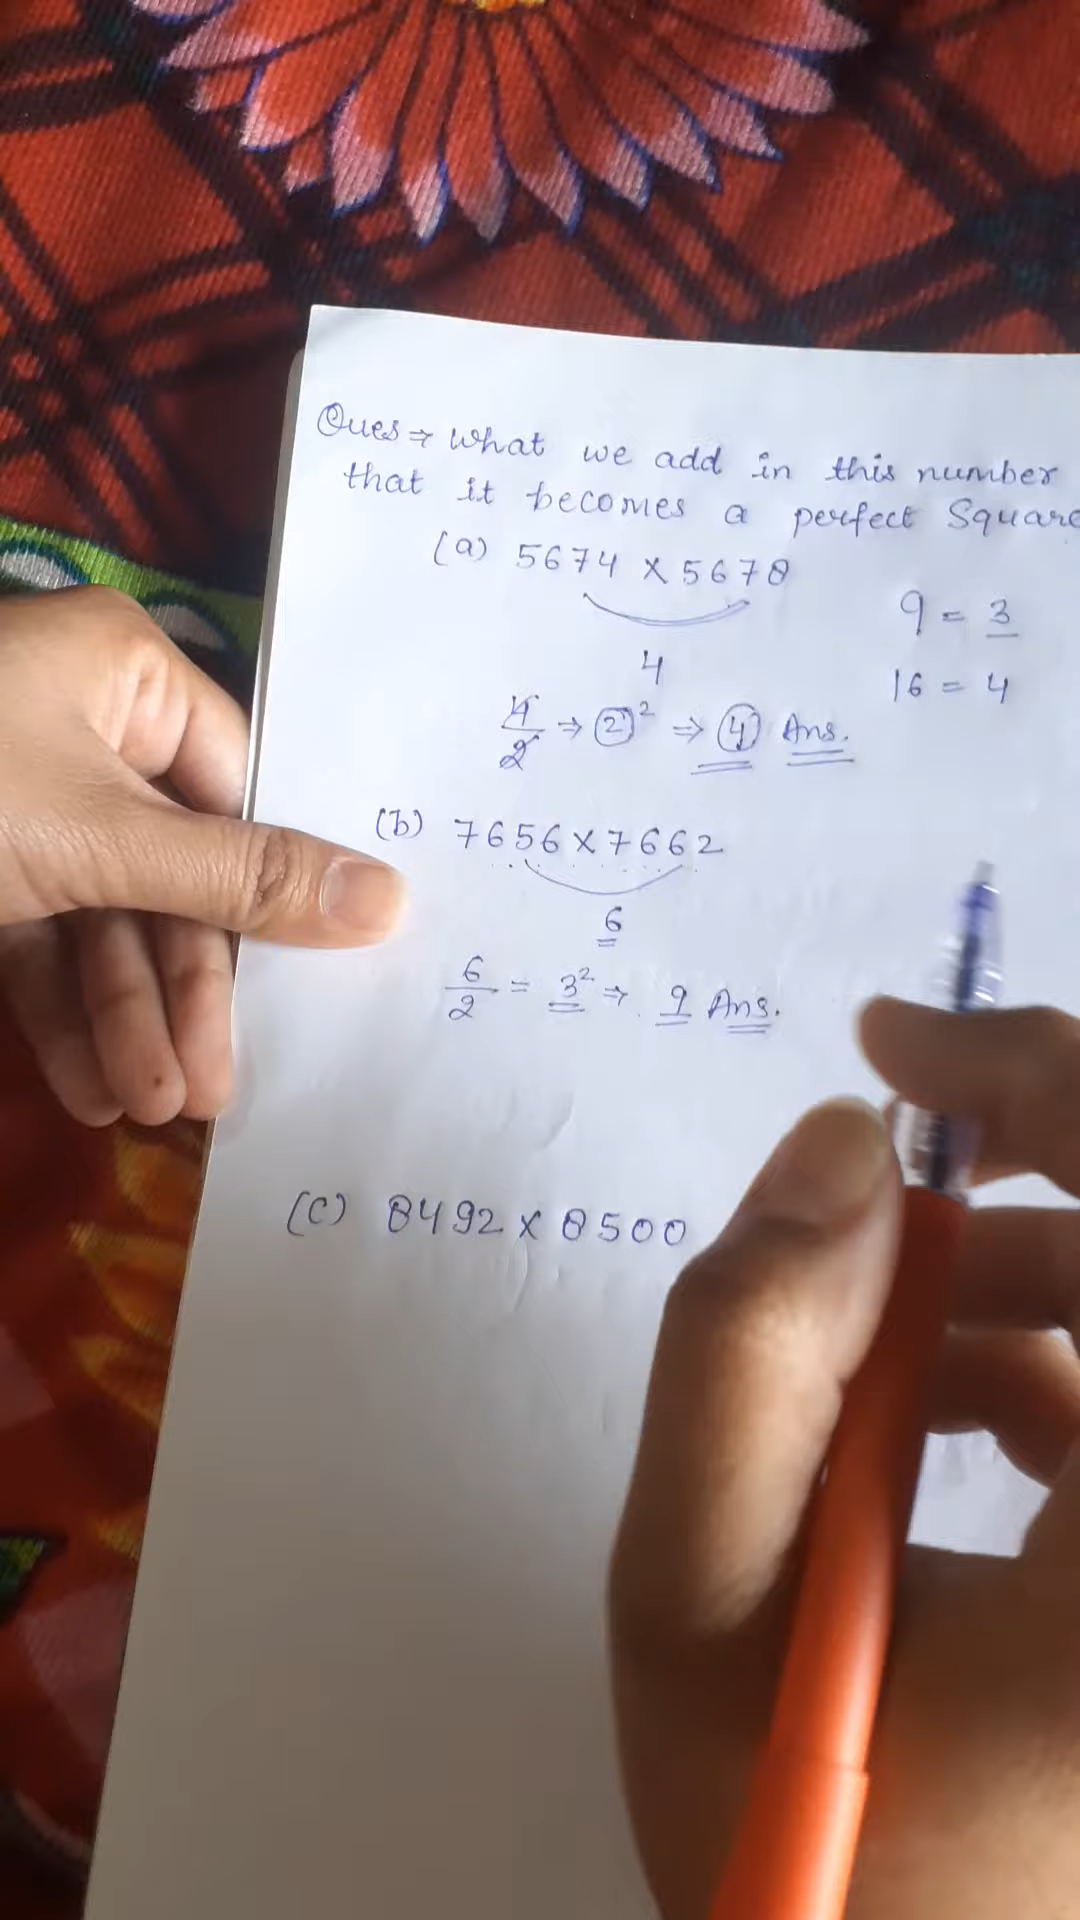 Ques → What we add in this number
that it becomes a perfect Square
(a) 5674 × 5678
9 = 3
4
16 = 4
4/2 ⇒ 2² ⇒ 4 Ans.
(b) 7656 × 7662
6
6/2 = 3² ⇒ 9 Ans.
(C) 8492 × 8500